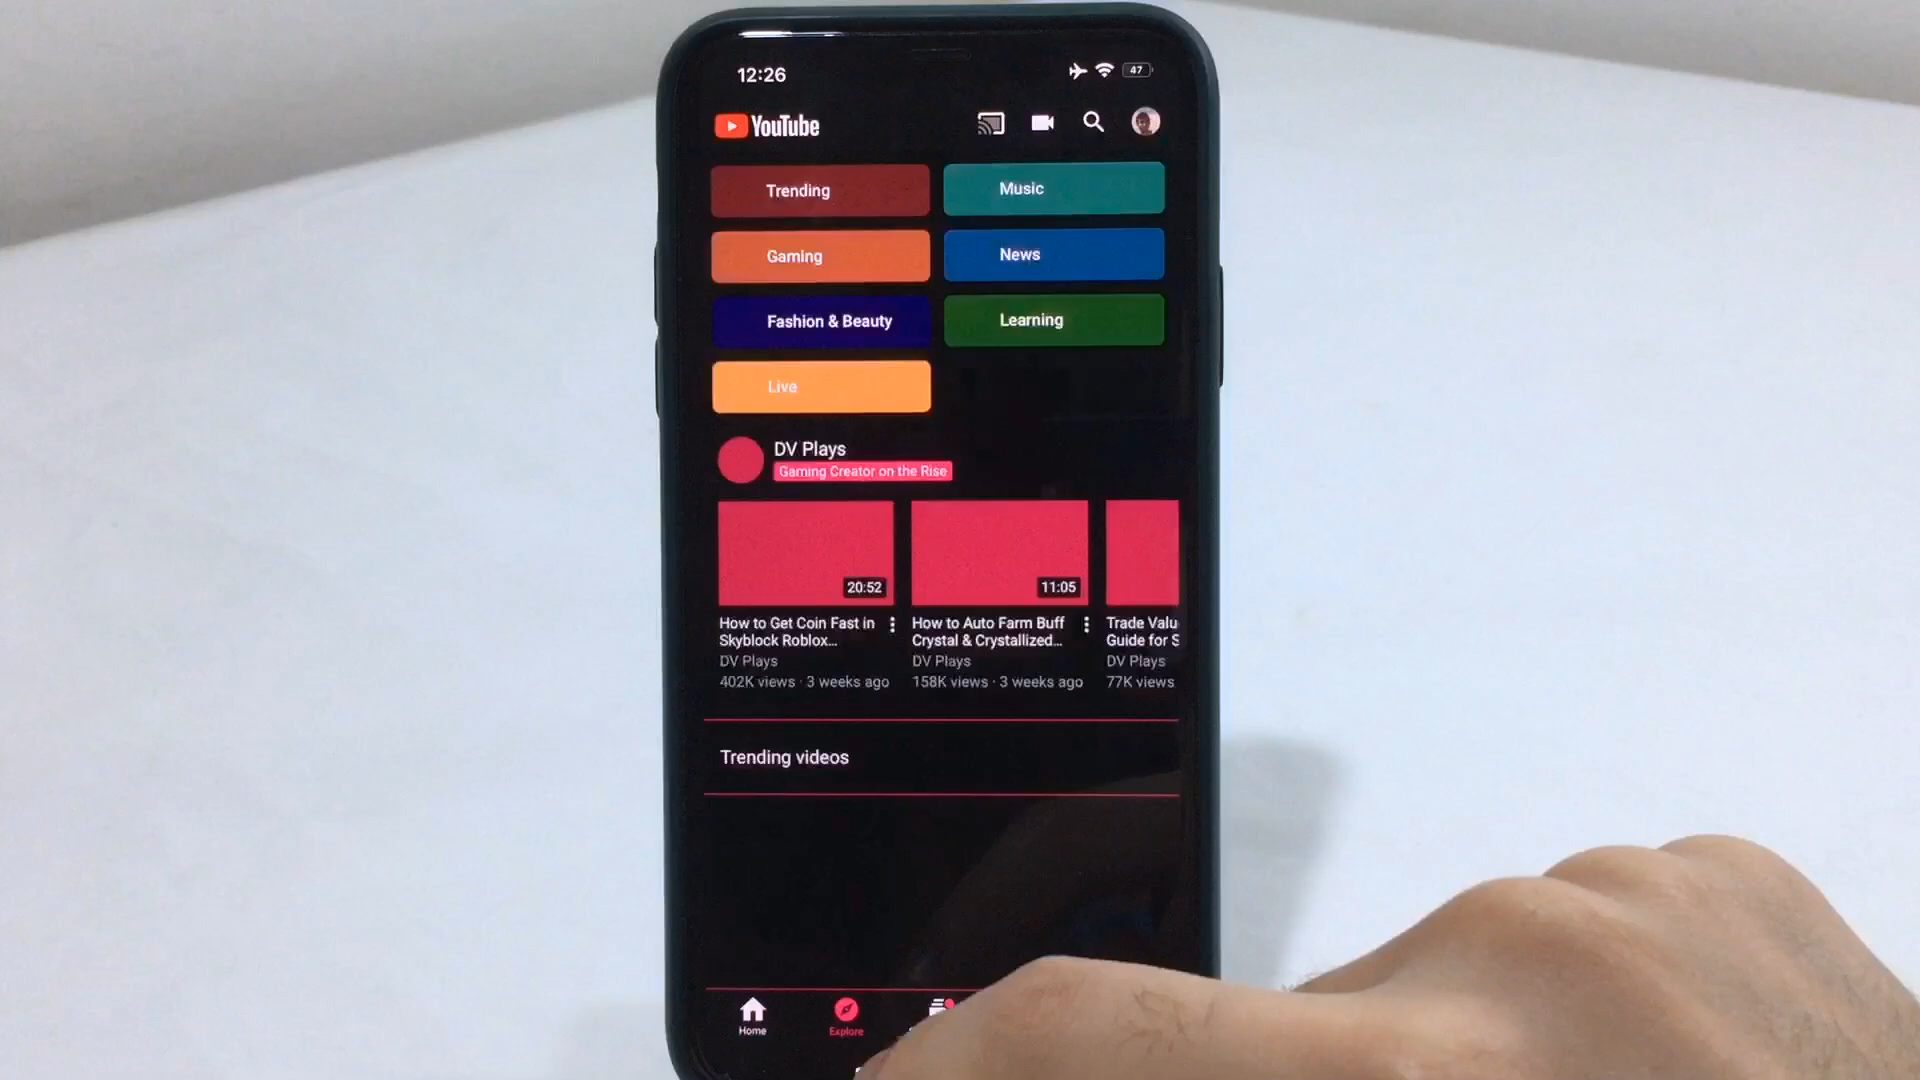 12:26
47
YouTube
Trending
Music
Gaming
News
Fashion & Beauty
Learning
Live
DV Plays
Gaming Creator on the Rise
20:52
11:05
How to Get Coin Fast in
Skyblock Roblox...
DV Plays
402K views · 3 weeks ago
How to Auto Farm Buff
Crystal & Crystallized...
DV Plays
158K views · 3 weeks ago
Trade Valu
Guide for S
DV Plays
77K views
Trending videos
Home
Explore